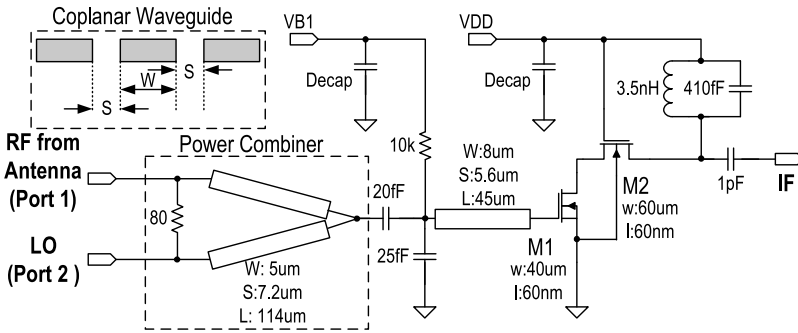 Coplanar Waveguide
S
W
S
VB1
Decap
VDD
Decap
3.5nH
410fF
RF from
Antenna
(Port 1)
Power Combiner
10k
80
20fF
W:8um
S:5.6um
L:45um
M2
w:60um
l:60nm
1pF
IF
LO
(Port 2 )
W: 5um
S:7.2um
L: 114um
25fF
M1
w:40um
l:60nm